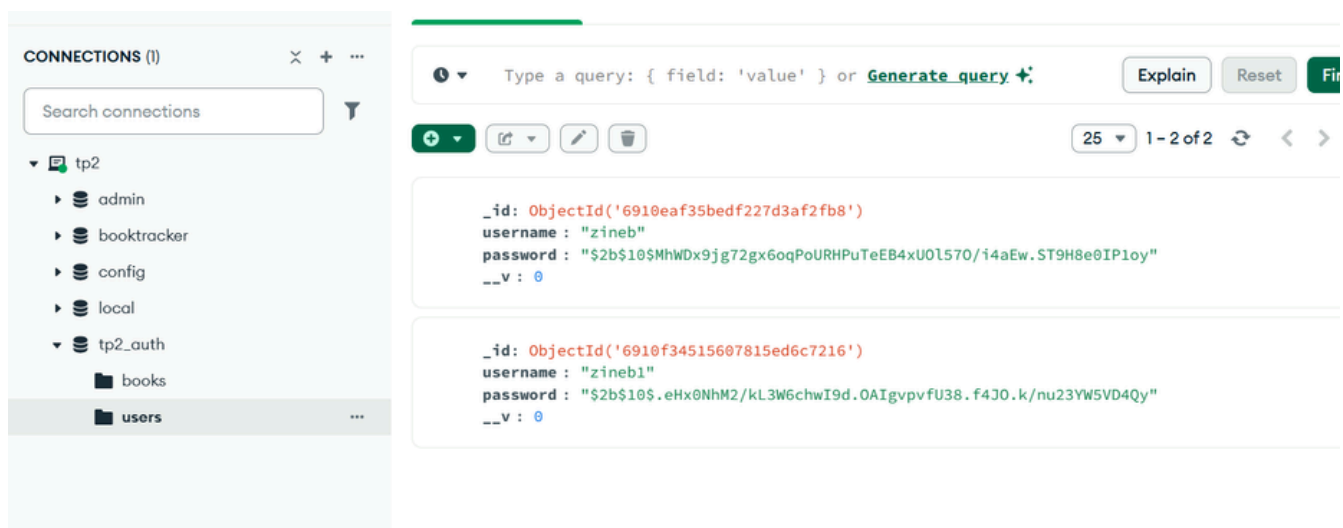 CONNECTIONS (1)
Search connections
tp2
admin
booktracker
config
local
tp2_auth
books
users
Type a query: { field: 'value' } or Generate query
Explain
Reset
25
1 – 2 of 2
_id: ObjectId('6910eaf35bedf227d3af2fb8')
username : "zineb"
password : "$2b$10$MhWDx9jg72gx6oqPoURHPuTeEB4xUOl57O/i4aEw.ST9H8e0IP1oy"
__v : 0
_id: ObjectId('6910f34515607815ed6c7216')
username : "zineb1"
password : "$2b$10$.eHx0NhM2/kL3W6chwI9d.OAIgvpvfU38.f4JO.k/nu23YW5VD4Qy"
__v : 0